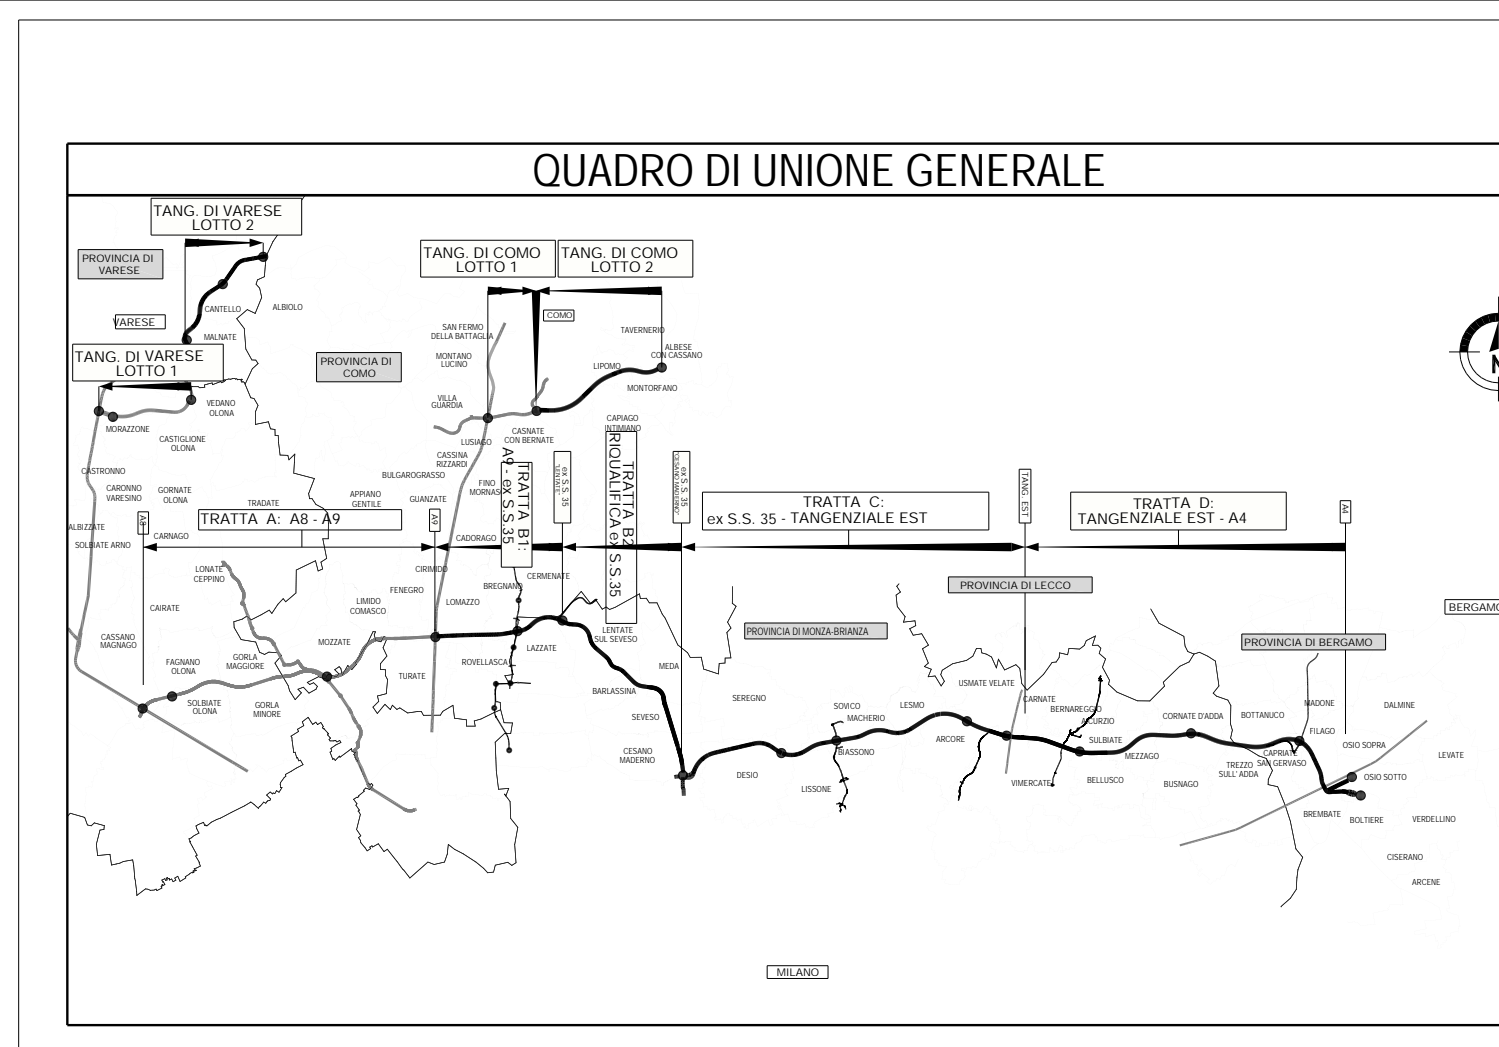 QUADRO DI UNIONE GENERALE
TANG. DI VARESE
LOTTO 2
PROVINCIA DI
VARESE
CANTELLO
ALBIOLO
VARESE
MALNATE
TANG. DI VARESE
LOTTO 1
VEDANO
OLONA
MORAZZONE
CASTIGLIONE
OLONA
CASTRONNO
CARONNO
VARESINO
GORNATE
OLONA
ALBIZZATE
SOLBIATE ARNO
CARNAGO
TRADATE
PROVINCIA DI
COMO
TANG. DI COMO
LOTTO 1
TANG. DI COMO
LOTTO 2
COMO
SAN FERMO
DELLA BATTAGLIA
MONTANO
LUCINO
VILLA
GUARDIA
TAVERNERIO
ALBESE
CON CASSANO
LIPOMO
MONTORFANO
CAPIAGO
INTIMIANO
CASNATE
CON BERNATE
LUSIAGO
CASSINA
RIZZARDI
BULGAROGRASSO
FINO
MORNAS
APPIANO
GENTILE
GUANZATE
A8
TRATTA A: A8 - A9
A9
TRATTA B1:
A9 - ex S.S.35
ex S.S. 35
"LENTATE"
TRATTA B2
RIQUALIFICA ex S.S.35
ex S.S. 35
"CESANO MADERNO"
TRATTA C:
ex S.S. 35 - TANGENZIALE EST
TANG. EST
TRATTA D:
TANGENZIALE EST - A4
A4
CADORAGO
CIRIMIDO
CERMENATE
BREGNANO
FENEGRO
LOMAZZO
LONATE
CEPPINO
LIMIDO
COMASCO
CAIRATE
MOZZATE
CASSANO
MAGNAGO
FAGNANO
OLONA
GORLA
MAGGIORE
SOLBIATE
OLONA
GORLA
MINORE
TURATE
ROVELLASCA
LAZZATE
LENTATE
SUL SEVESO
MEDA
BARLASSINA
SEVESO
CESANO
MADERNO
SEREGNO
DESIO
PROVINCIA DI MONZA-BRIANZA
SOVICO
MACHERIO
BIASSONO
LISSONE
LESMO
ARCORE
PROVINCIA DI LECCO
USMATE VELATE
CARNATE
BERNAREGGIO
AICURZIO
SULBIATE
VIMERCATE
BELLUSCO
MEZZAGO
CORNATE D'ADDA
BUSNAGO
BOTTANUCO
TREZZO
SULL' ADDA
CAPRIATE
SAN GERVASO
PROVINCIA DI BERGAMO
BERGAMO
MADONE
FILAGO
DALMINE
OSIO SOPRA
LEVATE
OSIO SOTTO
BREMBATE
BOLTIERE
VERDELLINO
CISERANO
ARCENE
MILANO